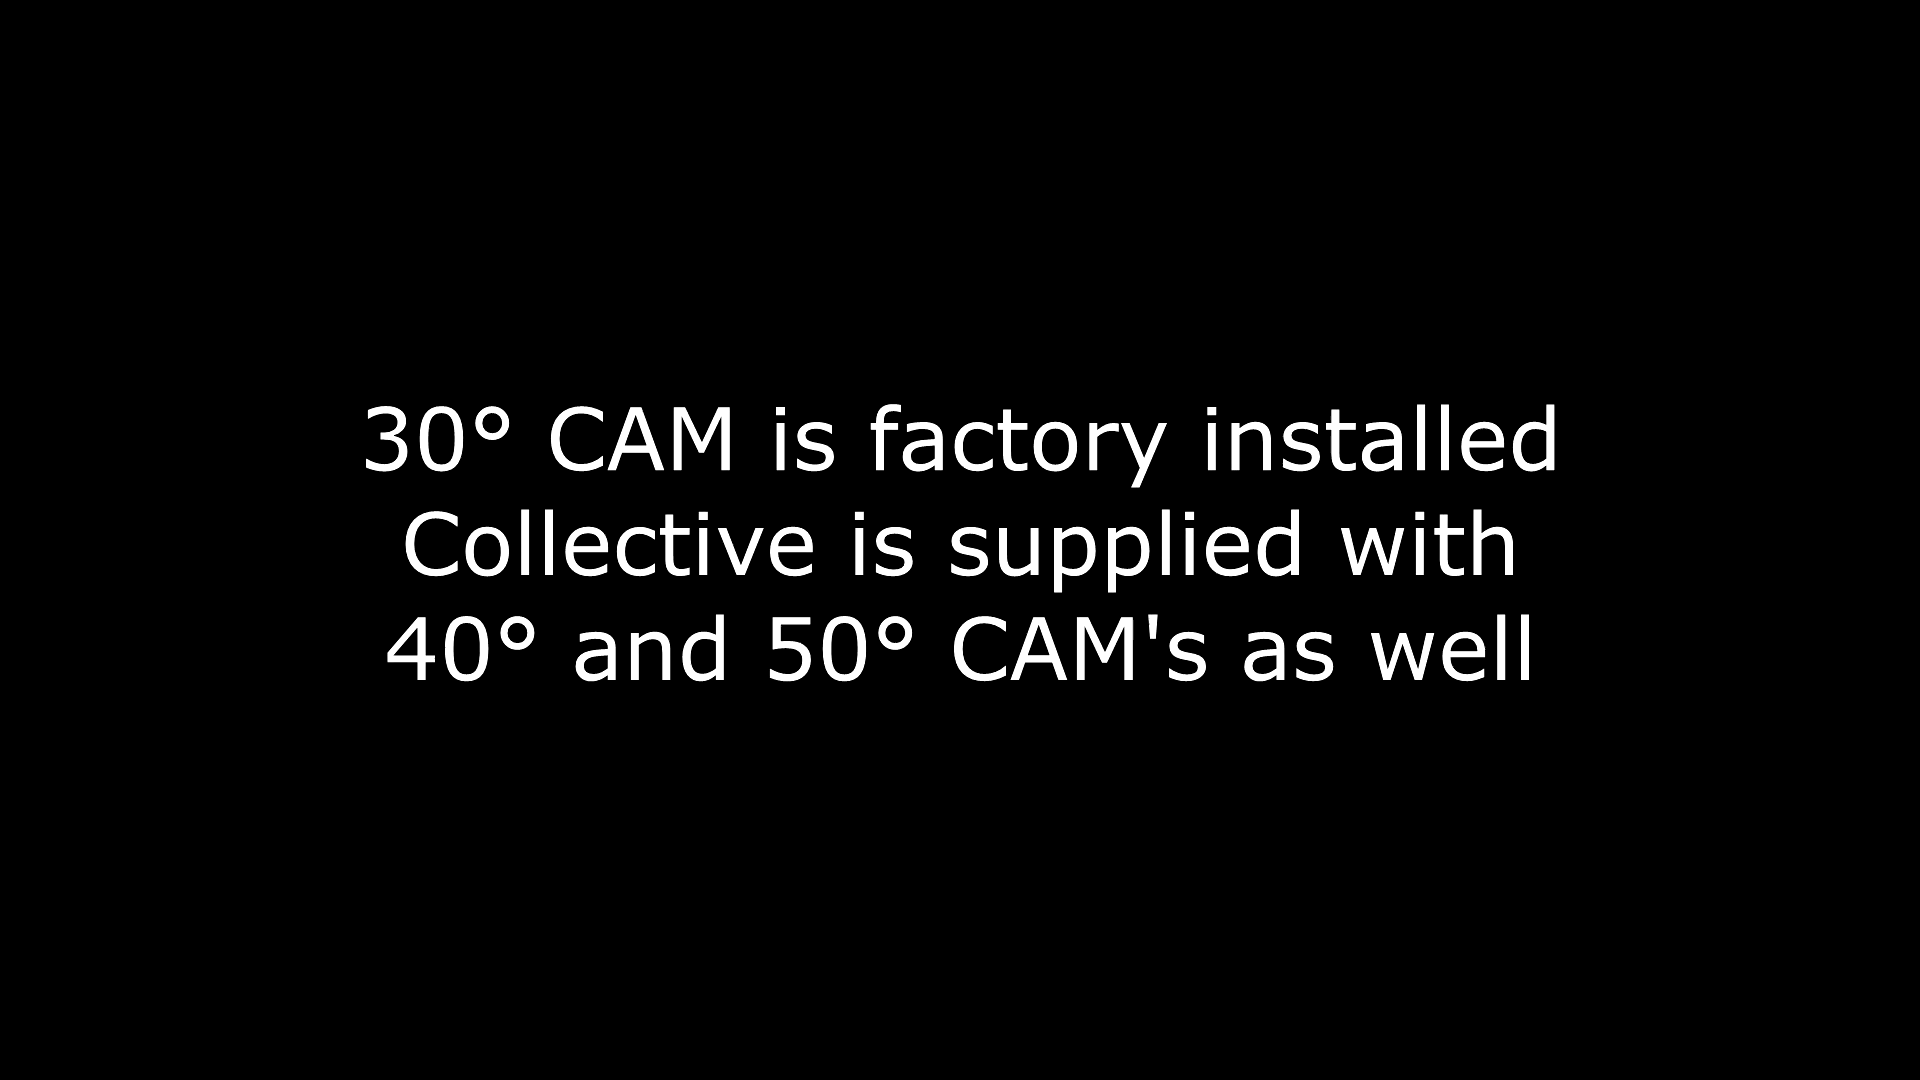 30° CAM is factory installed
Collective is supplied with
40° and 50° CAM's as well